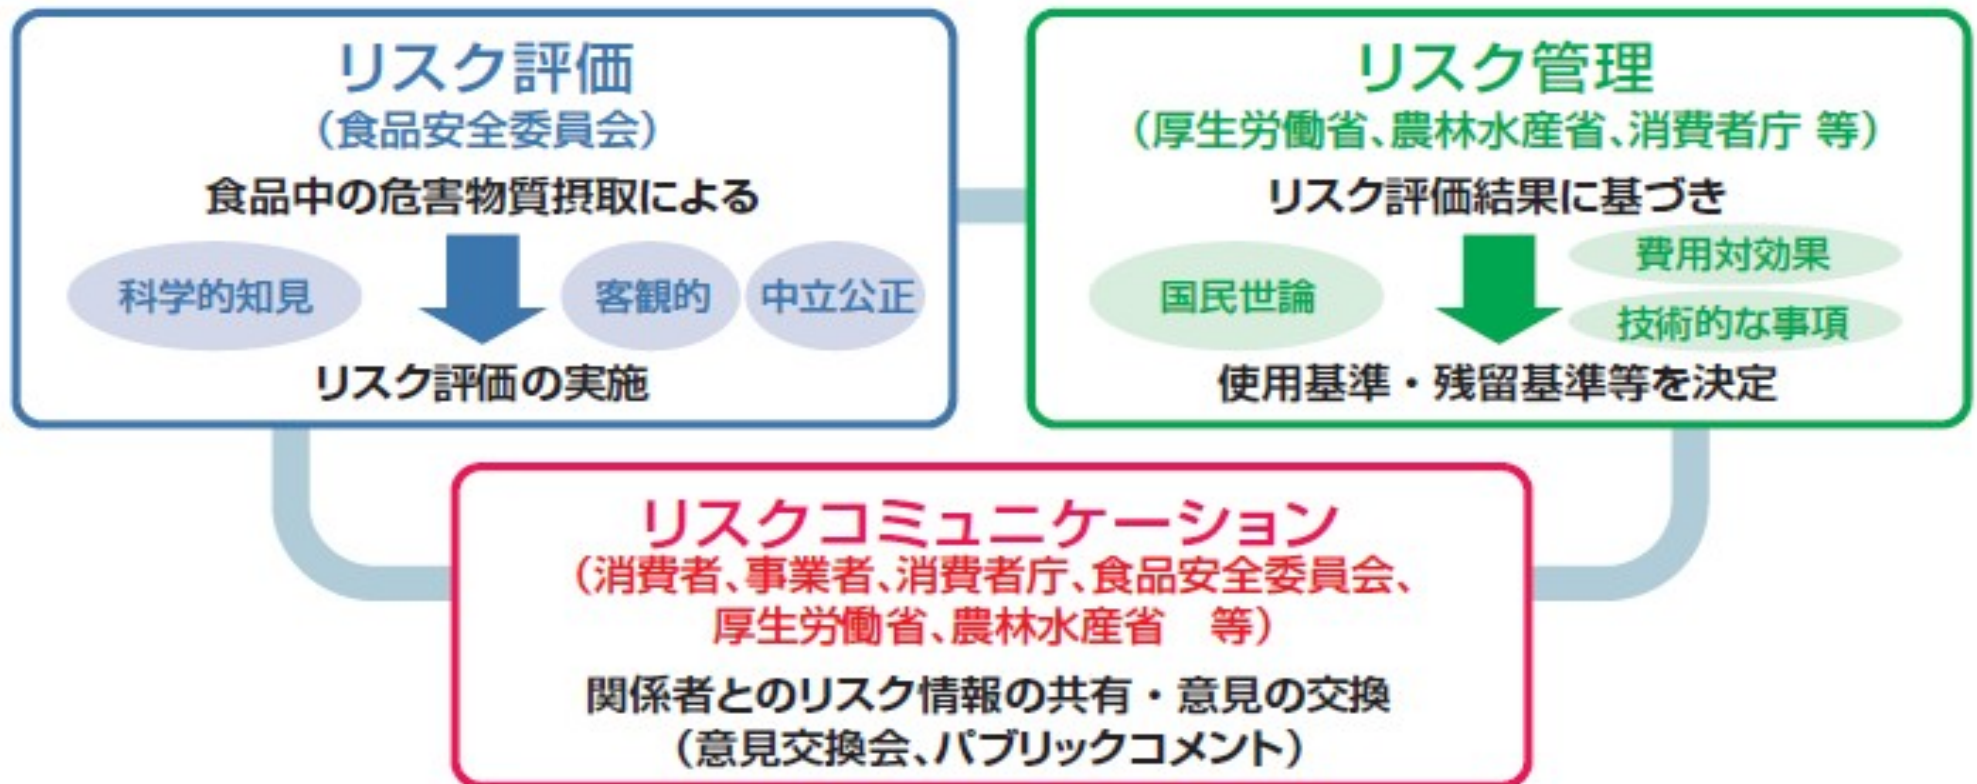 リスク評価
（食品安全委員会）
食品中の危害物質摂取による
科学的知見
客観的
中立公正
リスク評価の実施
リスク管理
（厚生労働省、農林水産省、消費者庁 等）
リスク評価結果に基づき
国民世論
費用対効果
技術的な事項
使用基準・残留基準等を決定
リスクコミュニケーション
（消費者、事業者、消費者庁、食品安全委員会、
厚生労働省、農林水産省　等）
関係者とのリスク情報の共有・意見の交換
（意見交換会、パブリックコメント）